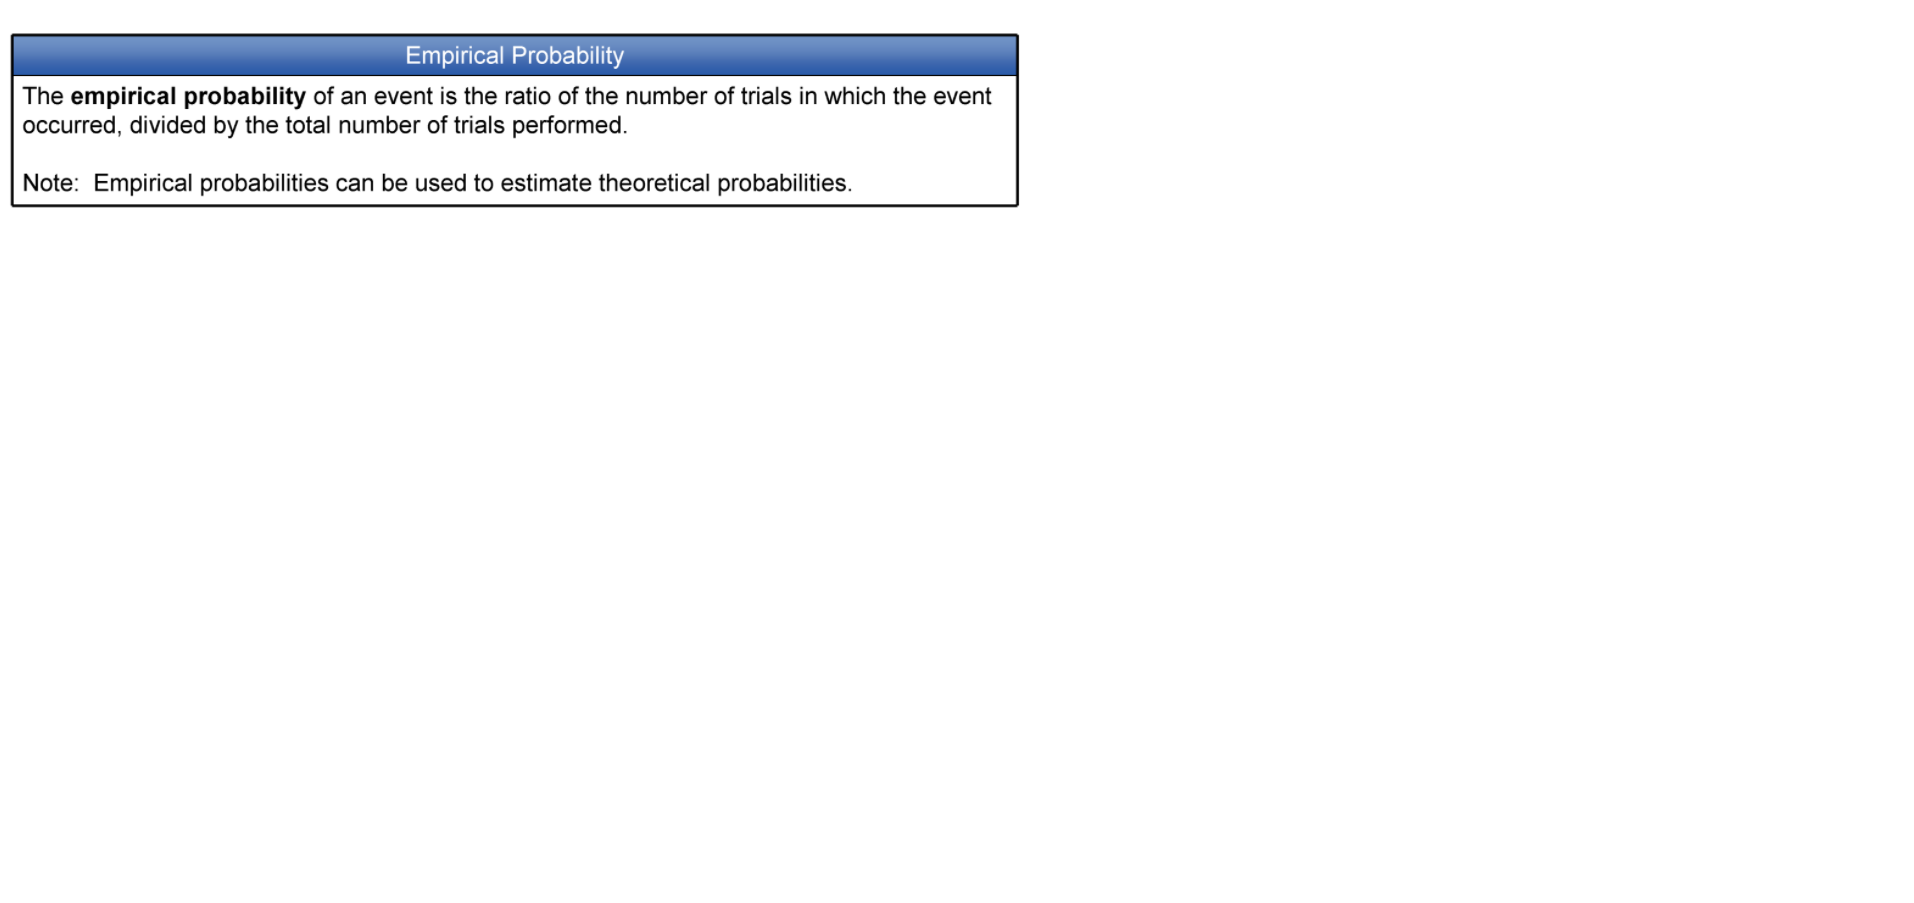 Empirical Probability
The empirical probability of an event is the ratio of the number of trials in which the event
occurred, divided by the total number of trials performed.
Note:  Empirical probabilities can be used to estimate theoretical probabilities.